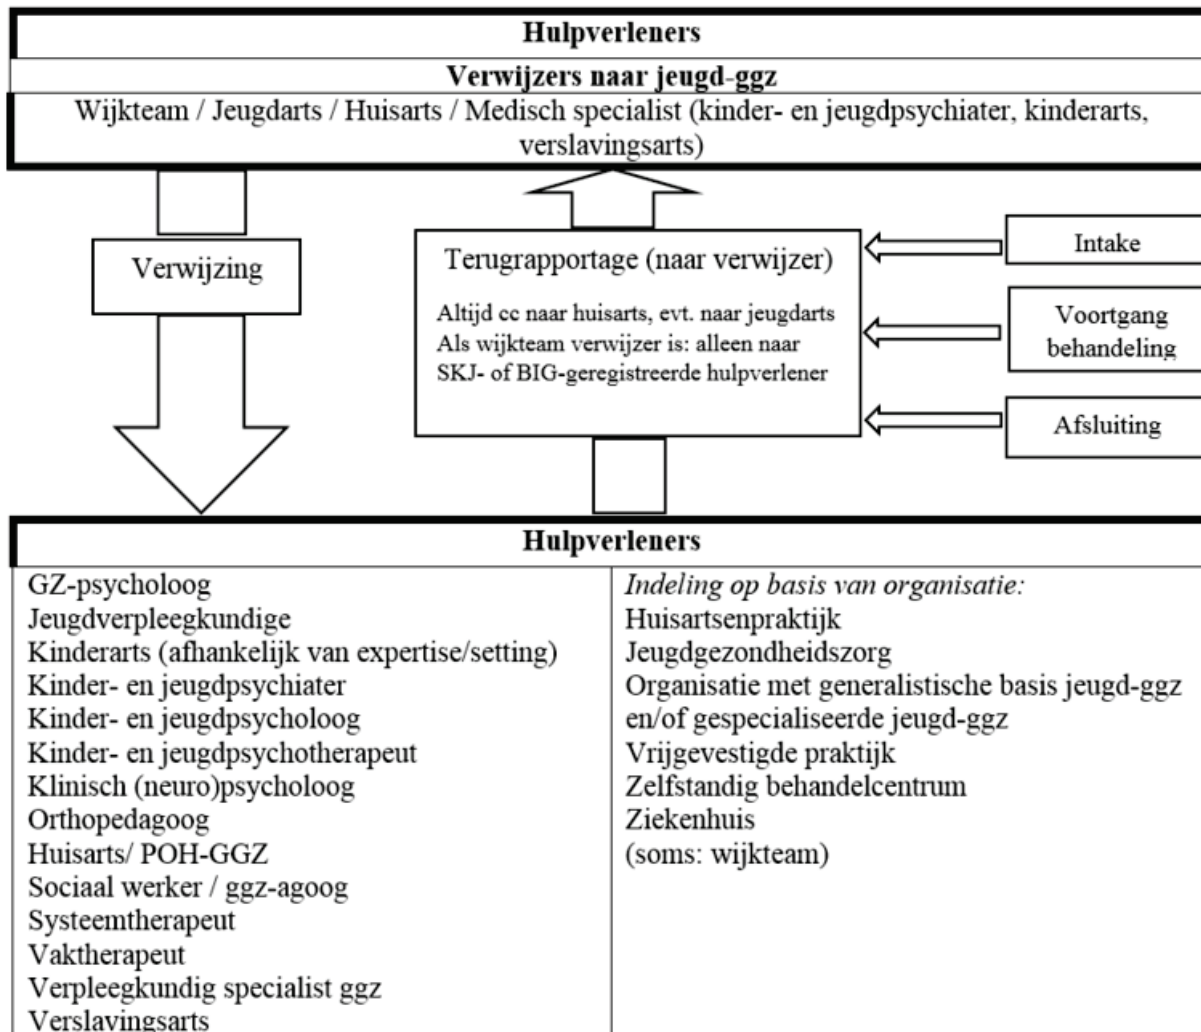 Hulpverleners
Verwijzers naar jeugd-ggz
Wijkteam / Jeugdarts / Huisarts / Medisch specialist (kinder- en jeugdpsychiater, kinderarts,
verslavingsarts)
Verwijzing
Terugrapportage (naar verwijzer)
Altijd cc naar huisarts, evt. naar jeugdarts
Als wijkteam verwijzer is: alleen naar
SKJ- of BIG-geregistreerde hulpverlener
Intake
Voortgang
behandeling
Afsluiting
Hulpverleners
GZ-psycholoog
Jeugdverpleegkundige
Kinderarts (afhankelijk van expertise/setting)
Kinder- en jeugdpsychiater
Kinder- en jeugdpsycholoog
Kinder- en jeugdpsychotherapeut
Klinisch (neuro)psycholoog
Orthopedagoog
Huisarts/ POH-GGZ
Sociaal werker / ggz-agoog
Systeemtherapeut
Vaktherapeut
Verpleegkundig specialist ggz
Verslavingsarts
Indeling op basis van organisatie:
Huisartsenpraktijk
Jeugdgezondheidszorg
Organisatie met generalistische basis jeugd-ggz
en/of gespecialiseerde jeugd-ggz
Vrijgevestigde praktijk
Zelfstandig behandelcentrum
Ziekenhuis
(soms: wijkteam)